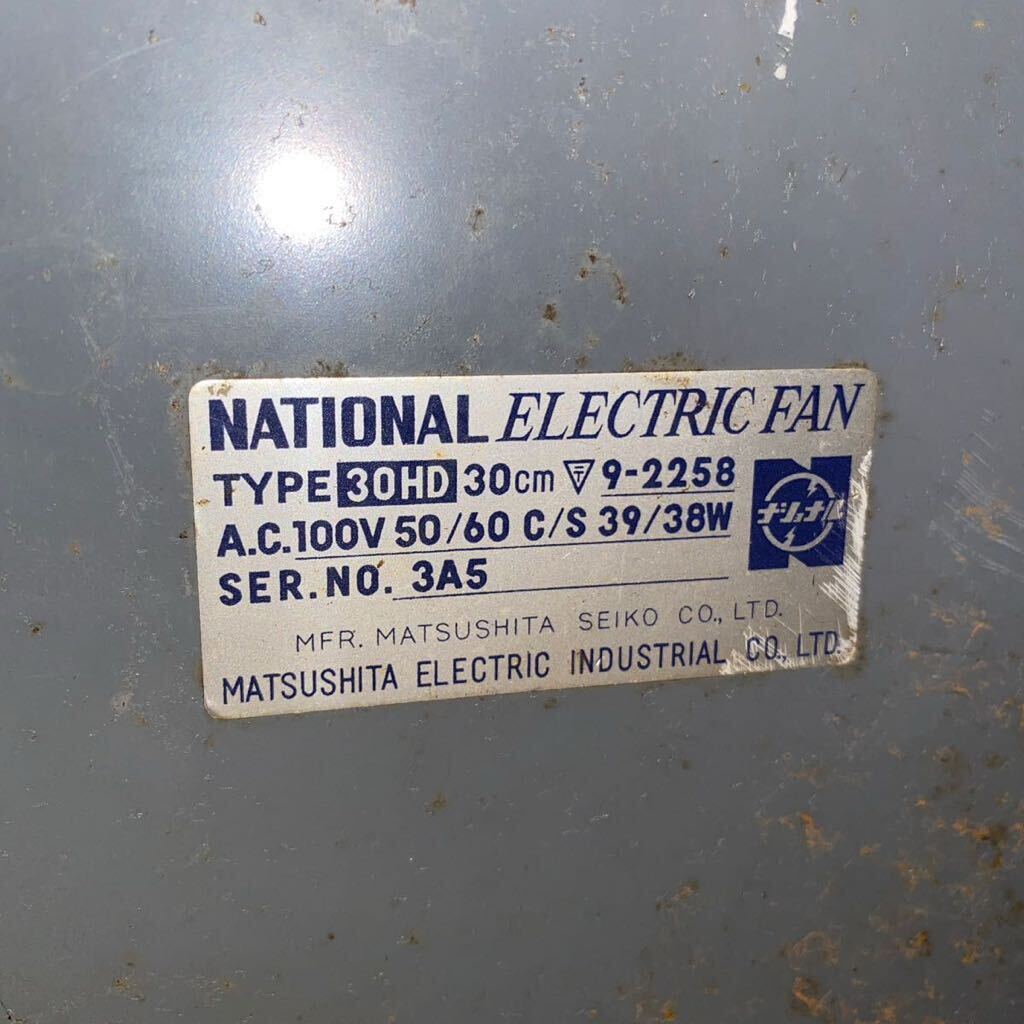 NATIONAL ELECTRIC FAN
TYPE 30HD 30cm 〒 9-2258
A.C. 100V 50/60 C/S 39/38W
ナショナル
SER. NO. 3A5
MFR. MATSUSHITA SEIKO CO., LTD.
MATSUSHITA ELECTRIC INDUSTRIAL CO., LTD.